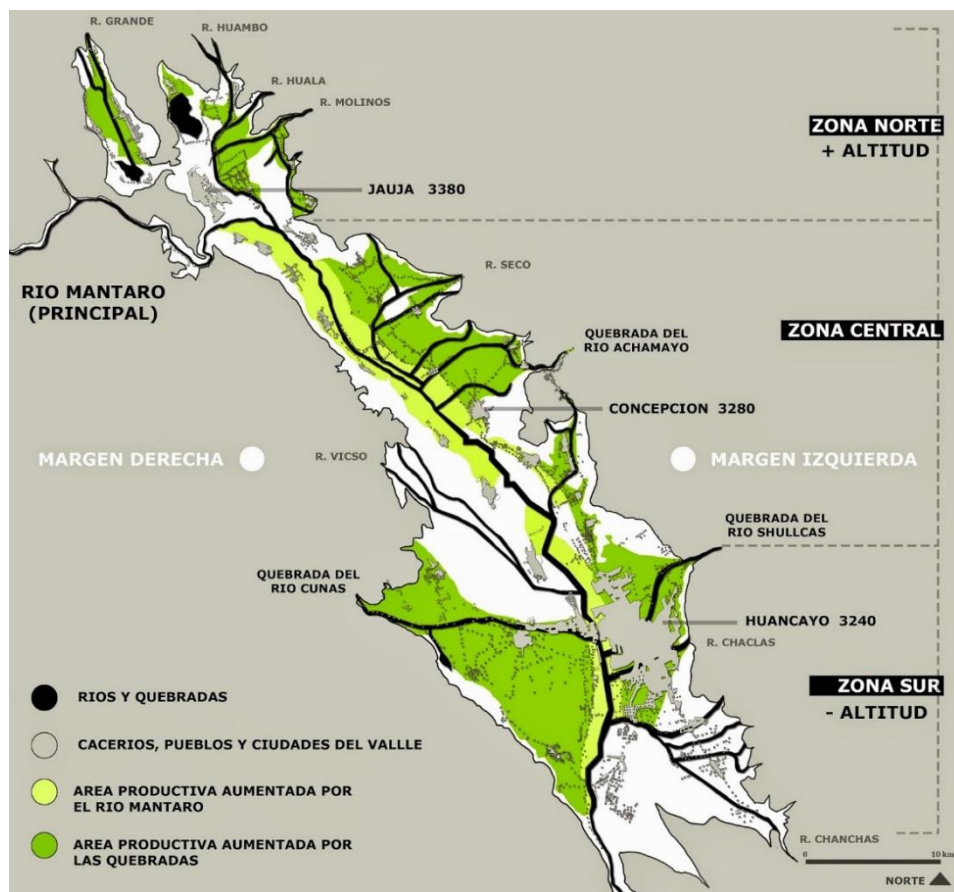 R. GRANDE
R. HUAMBO
R. HUALA
R. MOLINOS
ZONA NORTE
+ ALTITUD
JAUJA 3380
R. SECO
RIO MANTARO
(PRINCIPAL)
ZONA CENTRAL
QUEBRADA DEL
RIO ACHAMAYO
CONCEPCION 3280
MARGEN DERECHA
R. VICSO
MARGEN IZQUIERDA
QUEBRADA DEL
RIO SHULLCAS
QUEBRADA DEL
RIO CUNAS
HUANCAYO 3240
R. CHACLAS
ZONA SUR
- ALTITUD
RIOS Y QUEBRADAS
CACERIOS, PUEBLOS Y CIUDADES DEL VALLLE
AREA PRODUCTIVA AUMENTADA POR
EL RIO MANTARO
AREA PRODUCTIVA AUMENTADA POR
LAS QUEBRADAS
R. CHANCHAS
0 10 km
NORTE